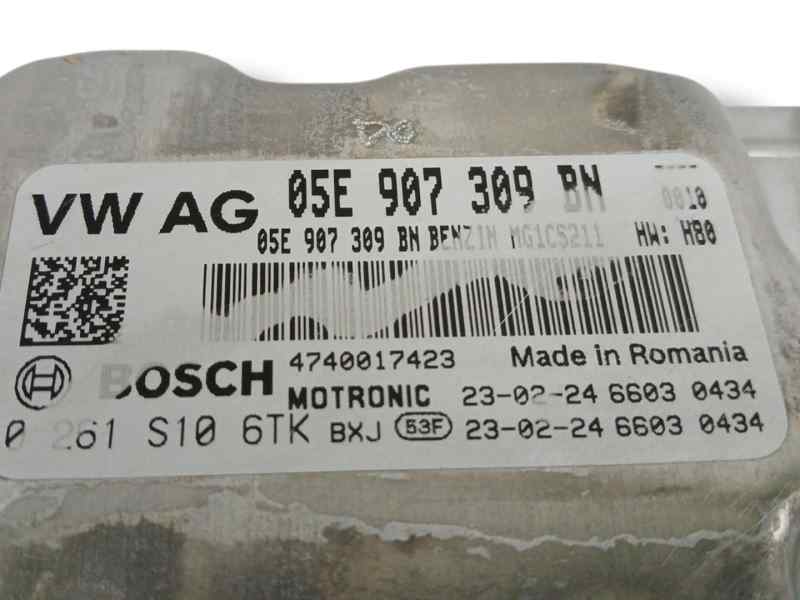 VW AG 05E 907 309 BN 0010
05E 907 309 BN BENZIN MG1CS211 HW: H80
BOSCH 4740017423 Made in Romania
MOTRONIC 23-02-24 6603 0434
0 261 S10 6TK BXJ 53F 23-02-24 6603 0434